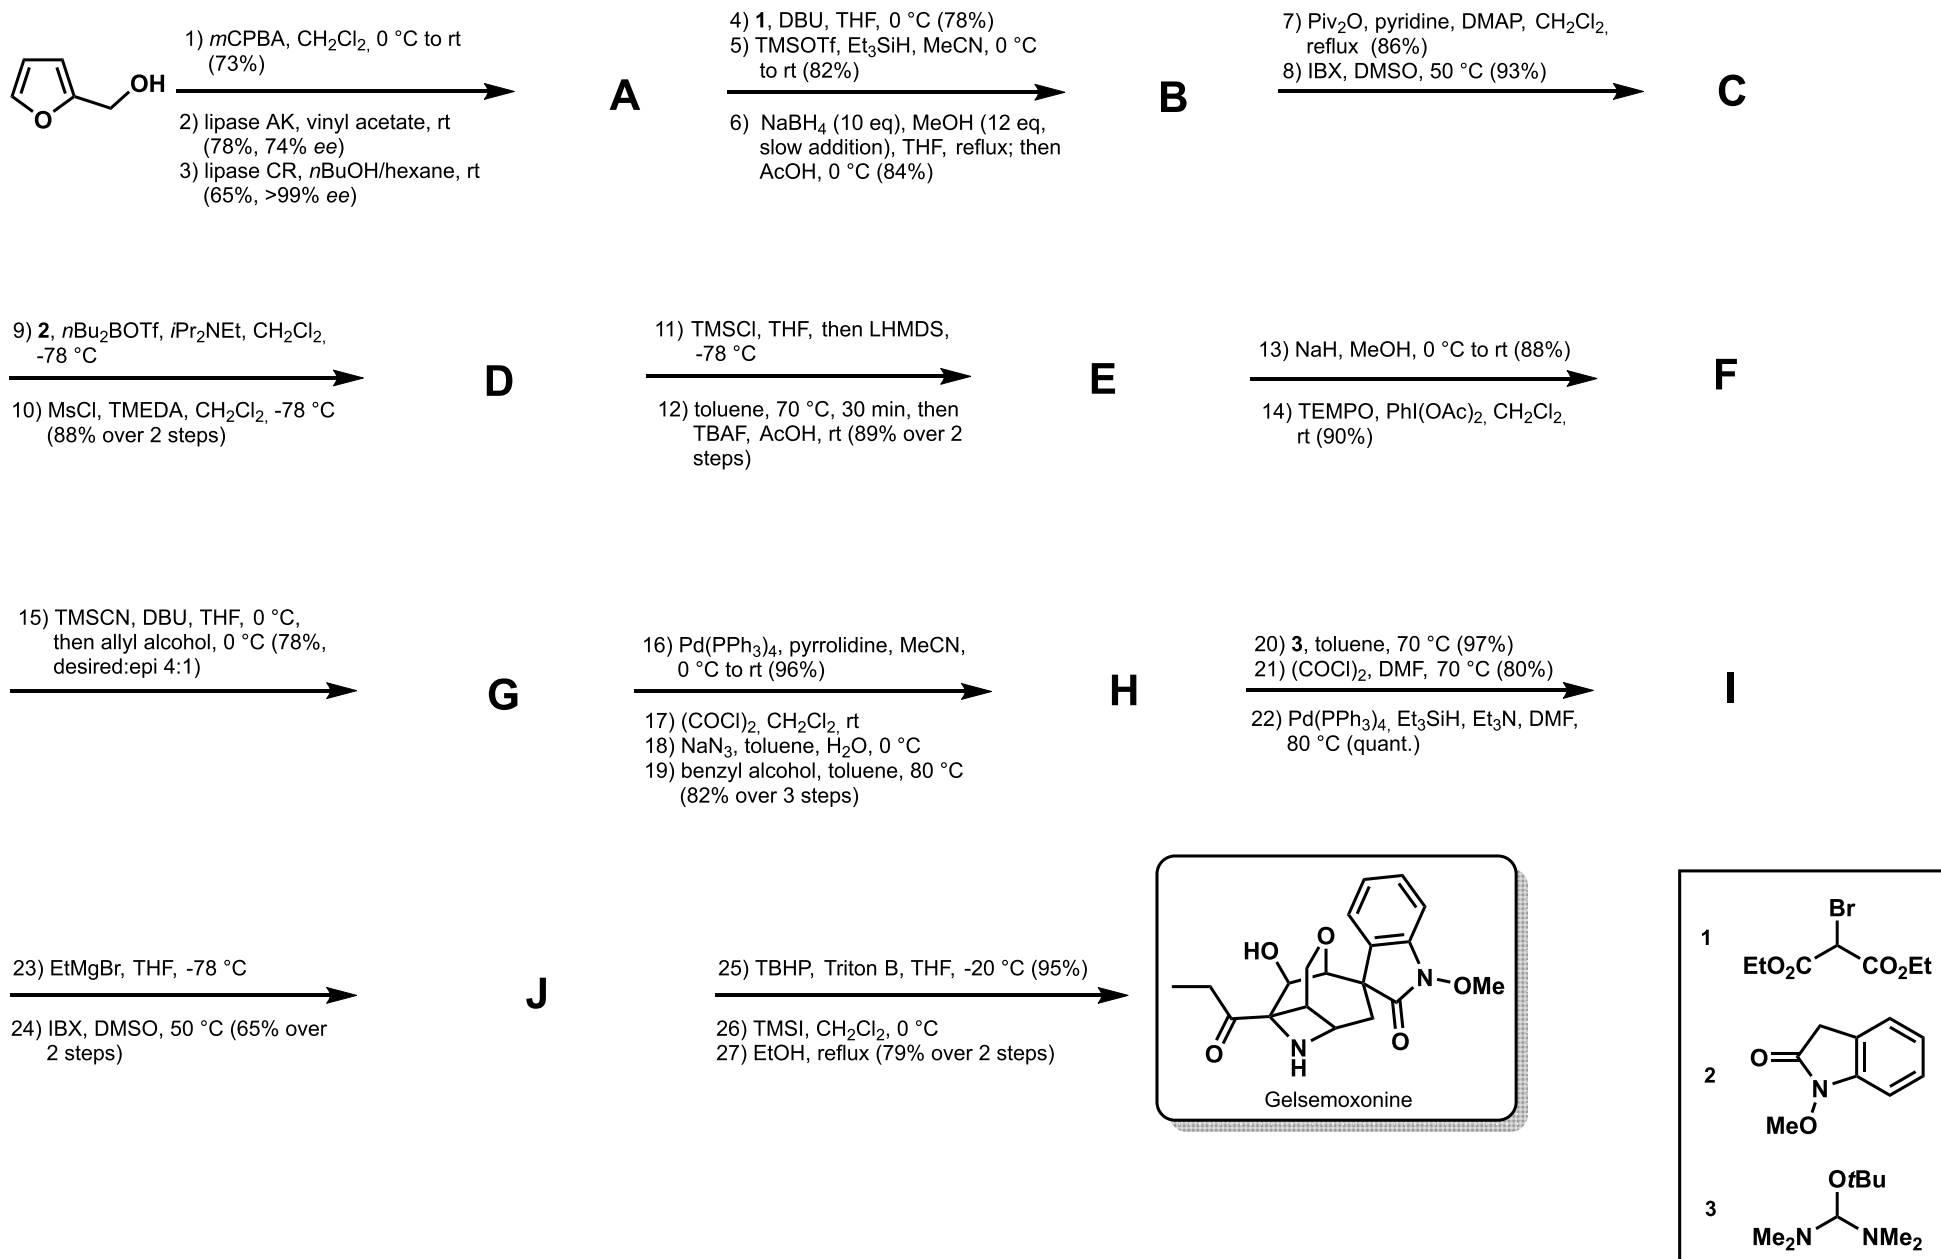 OH
O
1) mCPBA, CH2Cl2, 0 °C to rt
(73%)
2) lipase AK, vinyl acetate, rt
(78%, 74% ee)
3) lipase CR, nBuOH/hexane, rt
(65%, >99% ee)
A
4) 1, DBU, THF, 0 °C (78%)
5) TMSOTf, Et3SiH, MeCN, 0 °C
to rt (82%)
6) NaBH4 (10 eq), MeOH (12 eq,
slow addition), THF, reflux; then
AcOH, 0 °C (84%)
B
7) Piv2O, pyridine, DMAP, CH2Cl2,
reflux (86%)
8) IBX, DMSO, 50 °C (93%)
C
9) 2, nBu2BOTf, iPr2NEt, CH2Cl2,
-78 °C
10) MsCl, TMEDA, CH2Cl2, -78 °C
(88% over 2 steps)
D
11) TMSCl, THF, then LHMDS,
-78 °C
12) toluene, 70 °C, 30 min, then
TBAF, AcOH, rt (89% over 2
steps)
E
13) NaH, MeOH, 0 °C to rt (88%)
14) TEMPO, PhI(OAc)2, CH2Cl2,
rt (90%)
F
15) TMSCN, DBU, THF, 0 °C,
then allyl alcohol, 0 °C (78%,
desired:epi 4:1)
G
16) Pd(PPh3)4, pyrrolidine, MeCN,
0 °C to rt (96%)
17) (COCl)2, CH2Cl2, rt
18) NaN3, toluene, H2O, 0 °C
19) benzyl alcohol, toluene, 80 °C
(82% over 3 steps)
H
20) 3, toluene, 70 °C (97%)
21) (COCl)2, DMF, 70 °C (80%)
22) Pd(PPh3)4, Et3SiH, Et3N, DMF,
80 °C (quant.)
I
23) EtMgBr, THF, -78 °C
24) IBX, DMSO, 50 °C (65% over
2 steps)
J
25) TBHP, Triton B, THF, -20 °C (95%)
26) TMSI, CH2Cl2, 0 °C
27) EtOH, reflux (79% over 2 steps)
HO
O
N
OMe
O
O
N
H
Gelsemoxonine
1
Br
EtO2C
CO2Et
2
O
N
MeO
3
OtBu
Me2N
NMe2